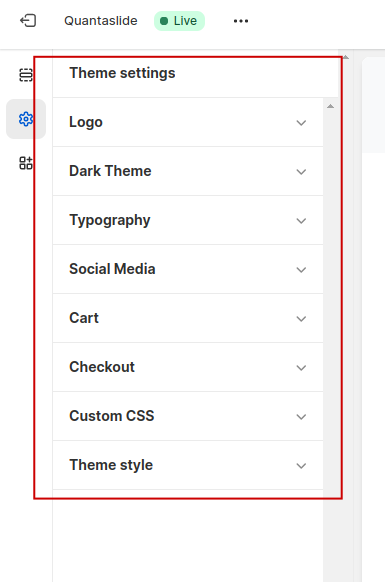 Quantaslide
Live
Theme settings
Logo
Dark Theme
Typography
Social Media
Cart
Checkout
Custom CSS
Theme style